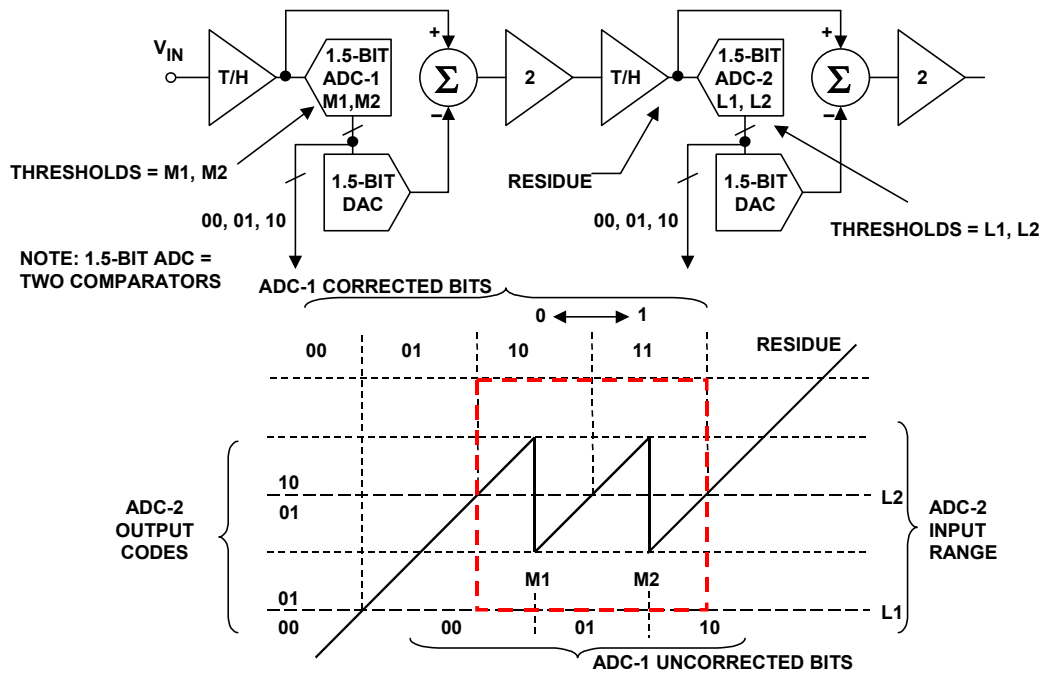 V_IN
T/H
1.5-BIT
ADC-1
M1,M2
+
Σ
–
2
T/H
1.5-BIT
ADC-2
L1, L2
+
Σ
–
2
THRESHOLDS = M1, M2
1.5-BIT
DAC
RESIDUE
1.5-BIT
DAC
00, 01, 10
00, 01, 10
THRESHOLDS = L1, L2
NOTE: 1.5-BIT ADC =
TWO COMPARATORS
ADC-1 CORRECTED BITS
0 1
00 01 10 11 RESIDUE
ADC-2
OUTPUT
CODES
10
01
01
00
L2
L1
ADC-2
INPUT
RANGE
M1 M2
00 01 10
ADC-1 UNCORRECTED BITS